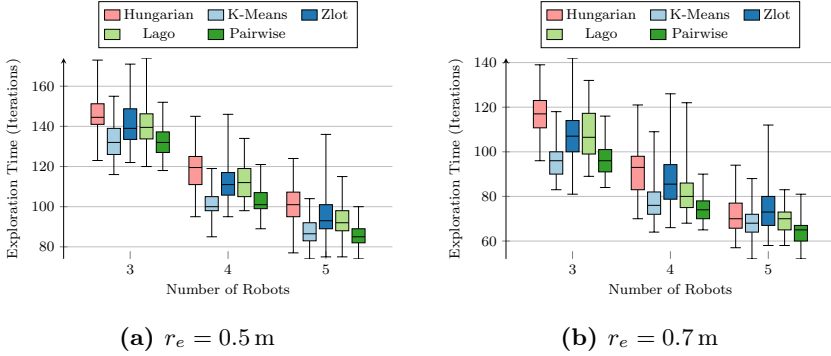 Hungarian K-Means Zlot
Lago Pairwise
Exploration Time (Iterations)
160
140
120
100
80
3 4 5
Number of Robots
(a) r_e = 0.5 m
Hungarian K-Means Zlot
Lago Pairwise
Exploration Time (Iterations)
140
120
100
80
60
3 4 5
Number of Robots
(b) r_e = 0.7 m